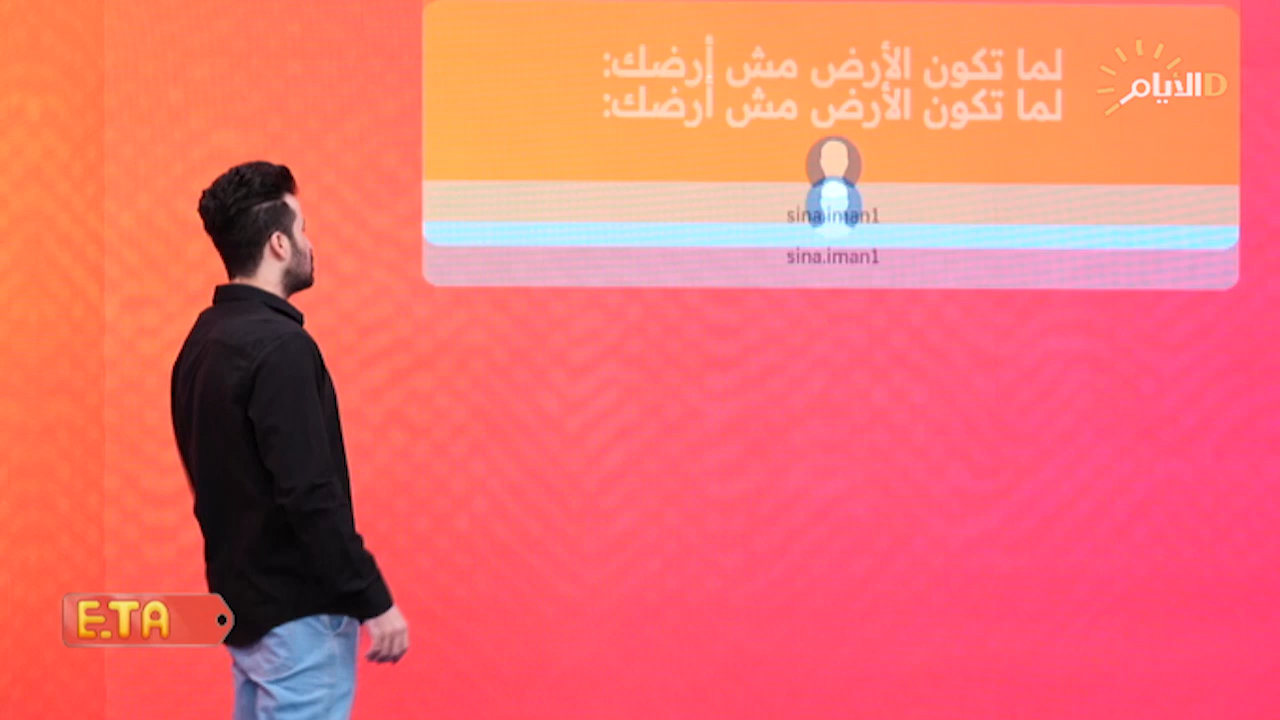 لما تكون الأرض مش أرضك:
لما تكون الأرض مش أرضك:
الأيام D
sina.iman1
sina.iman1
E.TA